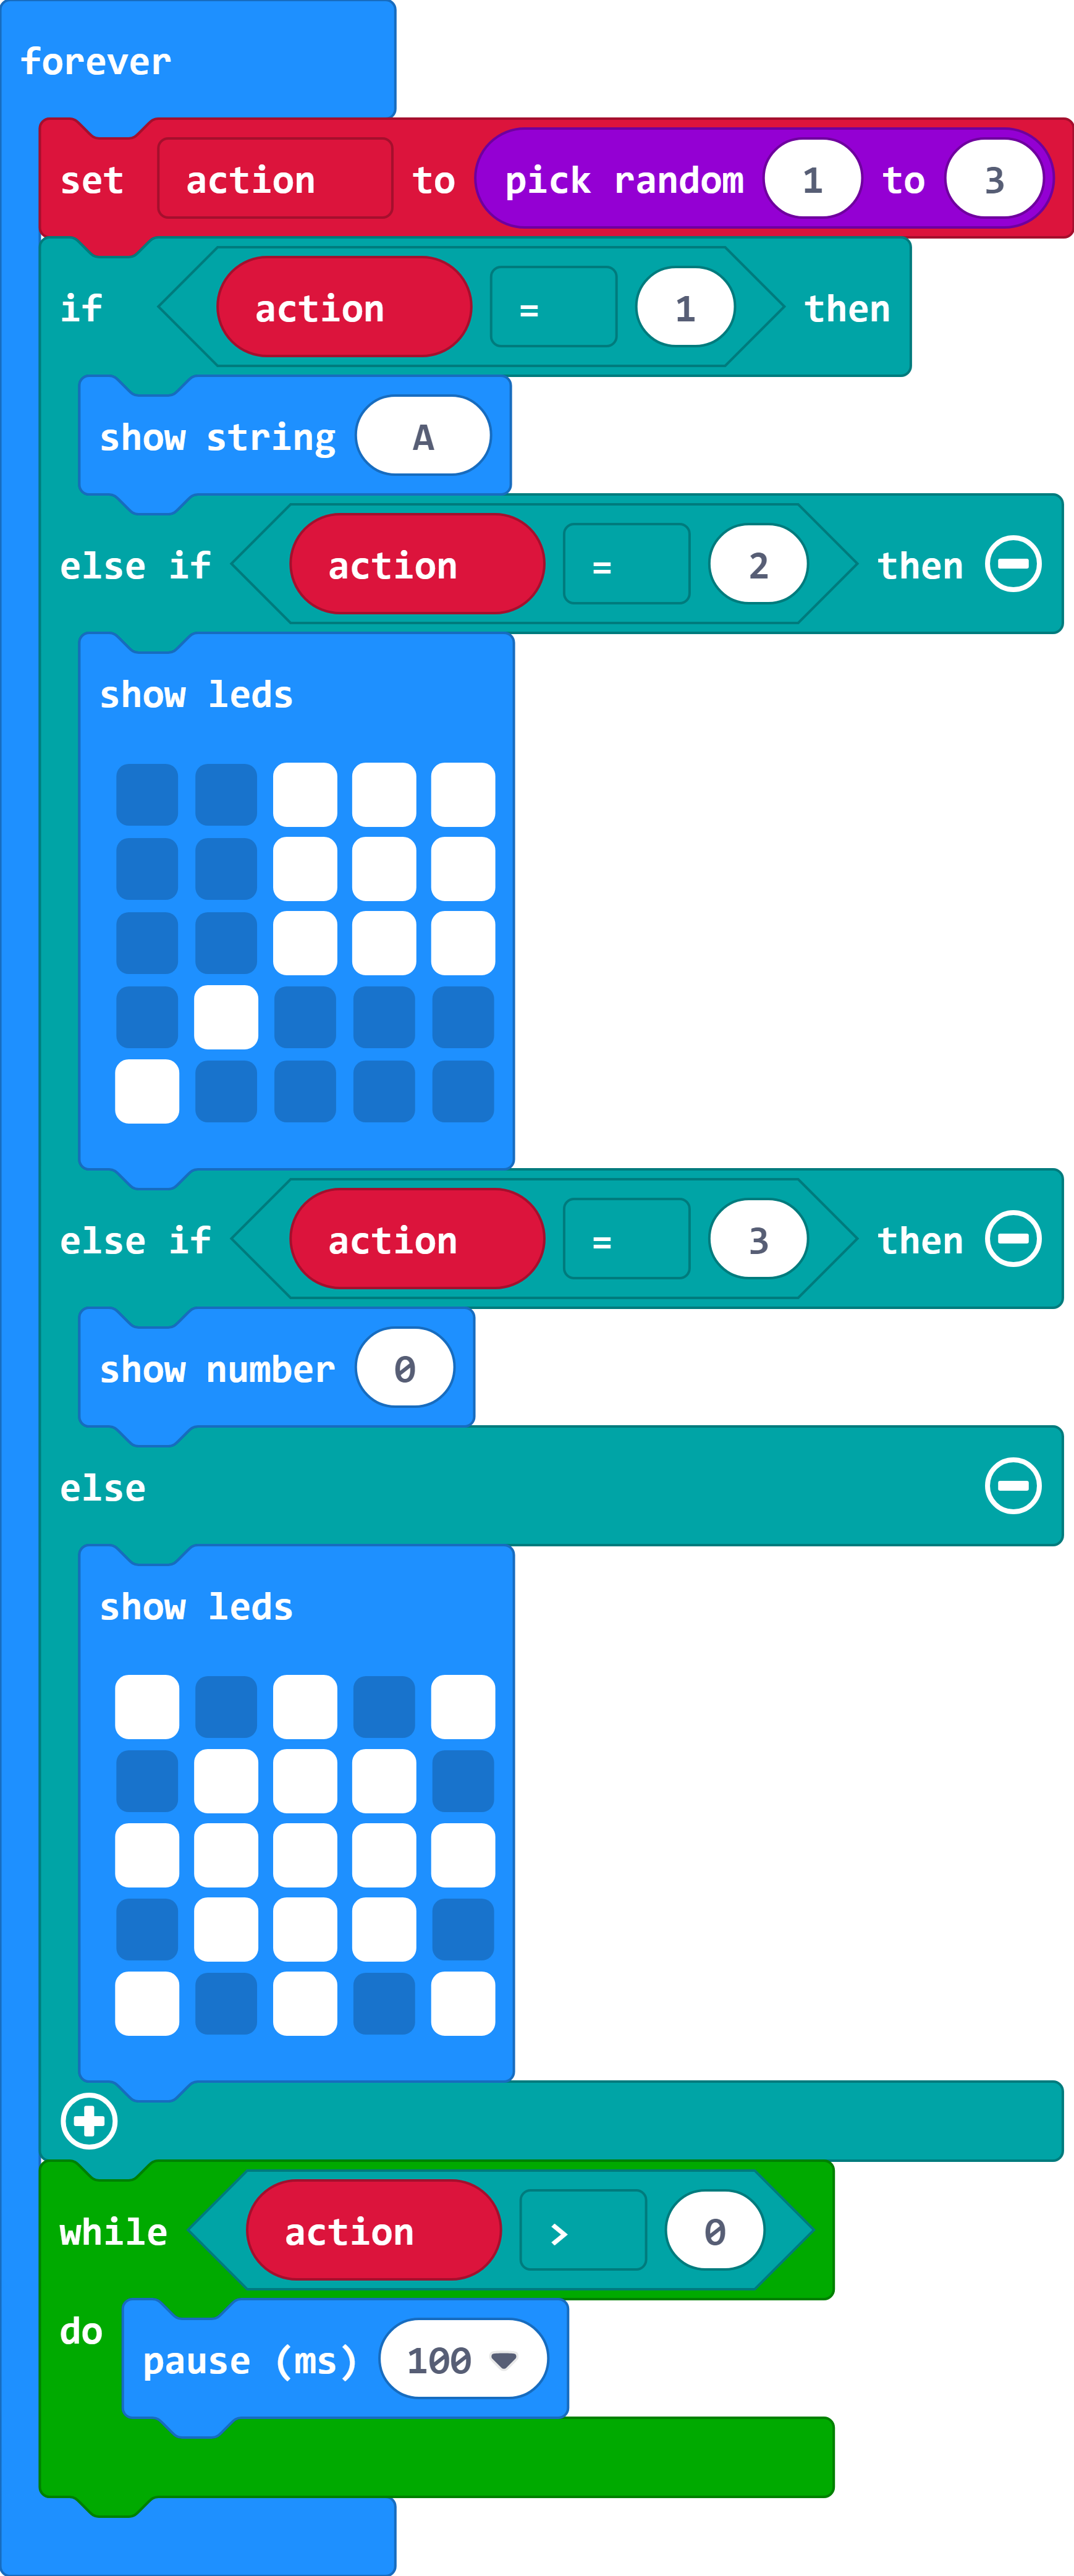 forever
set action to pick random 1 to 3
if action = 1 then
show string A
else if action = 2 then
show leds
else if action = 3 then
show number 0
else
show leds
while action > 0
do
pause (ms) 100